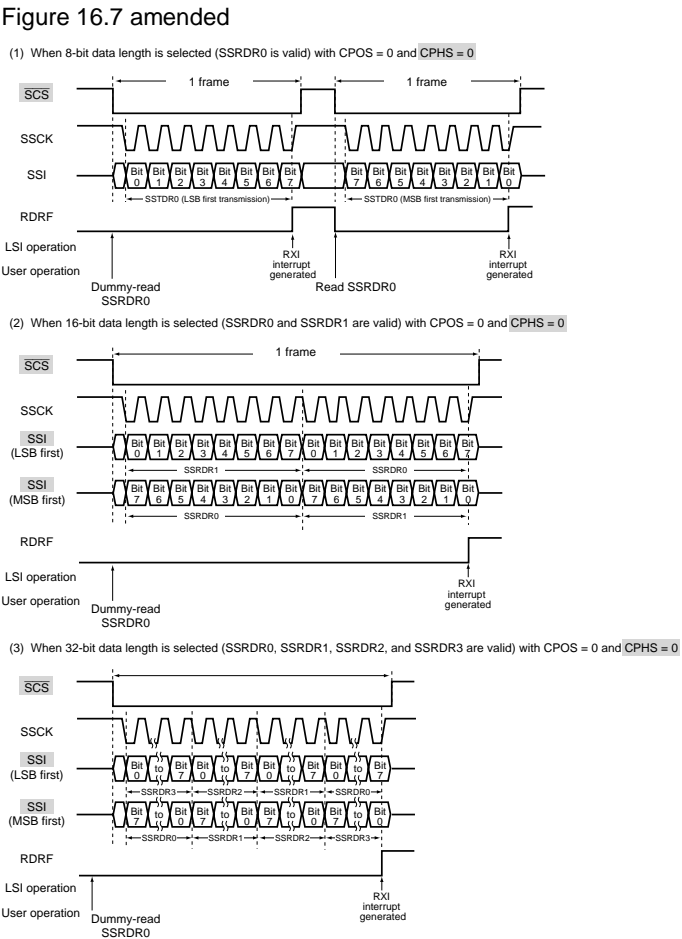 Figure 16.7 amended
(1) When 8-bit data length is selected (SSRDR0 is valid) with CPOS = 0 and CPHS = 0
1 frame 1 frame
SCS
SSCK
SSI Bit 0 Bit 1 Bit 2 Bit 3 Bit 4 Bit 5 Bit 6 Bit 7 Bit 7 Bit 6 Bit 5 Bit 4 Bit 3 Bit 2 Bit 1 Bit 0
SSTDR0 (LSB first transmission) SSTDR0 (MSB first transmission)
RDRF
LSI operation RXI interrupt generated RXI interrupt generated
User operation Dummy-read SSRDR0 Read SSRDR0
(2) When 16-bit data length is selected (SSRDR0 and SSRDR1 are valid) with CPOS = 0 and CPHS = 0
1 frame
SCS
SSCK
SSI (LSB first) Bit 0 Bit 1 Bit 2 Bit 3 Bit 4 Bit 5 Bit 6 Bit 7 Bit 0 Bit 1 Bit 2 Bit 3 Bit 4 Bit 5 Bit 6 Bit 7
SSRDR1 SSRDR0
SSI (MSB first) Bit 7 Bit 6 Bit 5 Bit 4 Bit 3 Bit 2 Bit 1 Bit 0 Bit 7 Bit 6 Bit 5 Bit 4 Bit 3 Bit 2 Bit 1 Bit 0
SSRDR0 SSRDR1
RDRF
LSI operation RXI interrupt generated
User operation Dummy-read SSRDR0
(3) When 32-bit data length is selected (SSRDR0, SSRDR1, SSRDR2, and SSRDR3 are valid) with CPOS = 0 and CPHS = 0
SCS
SSCK
SSI (LSB first) Bit 0 to Bit 7 Bit 0 to Bit 7 Bit 0 to Bit 7 Bit 0 to Bit 7
SSRDR3 SSRDR2 SSRDR1 SSRDR0
SSI (MSB first) Bit 7 to Bit 0 Bit 7 to Bit 0 Bit 7 to Bit 0 Bit 7 to Bit 0
SSRDR0 SSRDR1 SSRDR2 SSRDR3
RDRF
LSI operation RXI interrupt generated
User operation Dummy-read SSRDR0